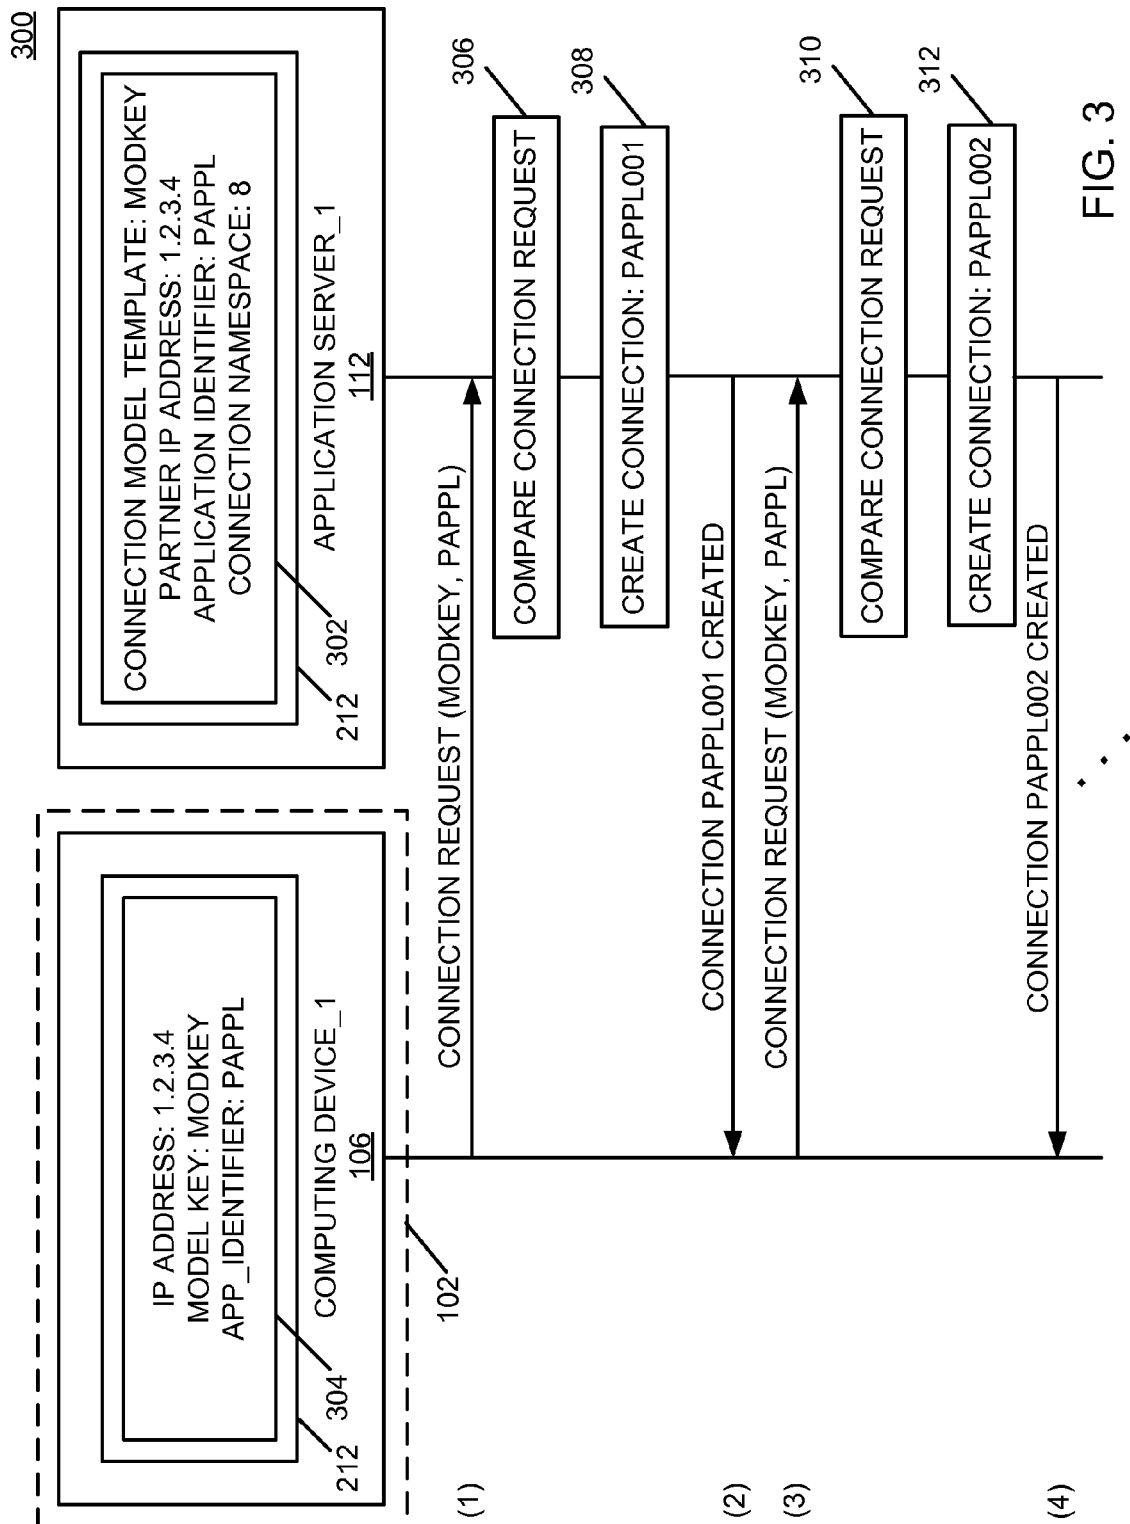 300
IP ADDRESS: 1.2.3.4
MODEL KEY: MODKEY
APP_IDENTIFIER: PAPPL
304
212
COMPUTING DEVICE_1
106
102
CONNECTION MODEL TEMPLATE: MODKEY
PARTNER IP ADDRESS: 1.2.3.4
APPLICATION IDENTIFIER: PAPPL
CONNECTION NAMESPACE: 8
302
212
APPLICATION SERVER_1
112
(1)
CONNECTION REQUEST (MODKEY, PAPPL)
COMPARE CONNECTION REQUEST
306
CREATE CONNECTION: PAPPL001
308
(2)
CONNECTION PAPPL001 CREATED
(3)
CONNECTION REQUEST (MODKEY, PAPPL)
COMPARE CONNECTION REQUEST
310
CREATE CONNECTION: PAPPL002
312
(4)
CONNECTION PAPPL002 CREATED
FIG. 3